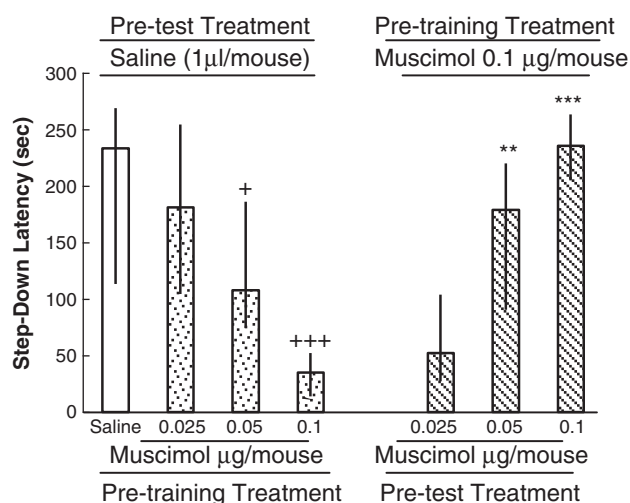 Pre-test Treatment
Saline (1μl/mouse)
Pre-training Treatment
Muscimol 0.1 μg/mouse
Step-Down Latency (sec)
300
250
200
150
100
50
0
+
+++
**
***
Saline
0.025
0.05
0.1
0.025
0.05
0.1
Muscimol μg/mouse
Pre-training Treatment
Muscimol μg/mouse
Pre-test Treatment